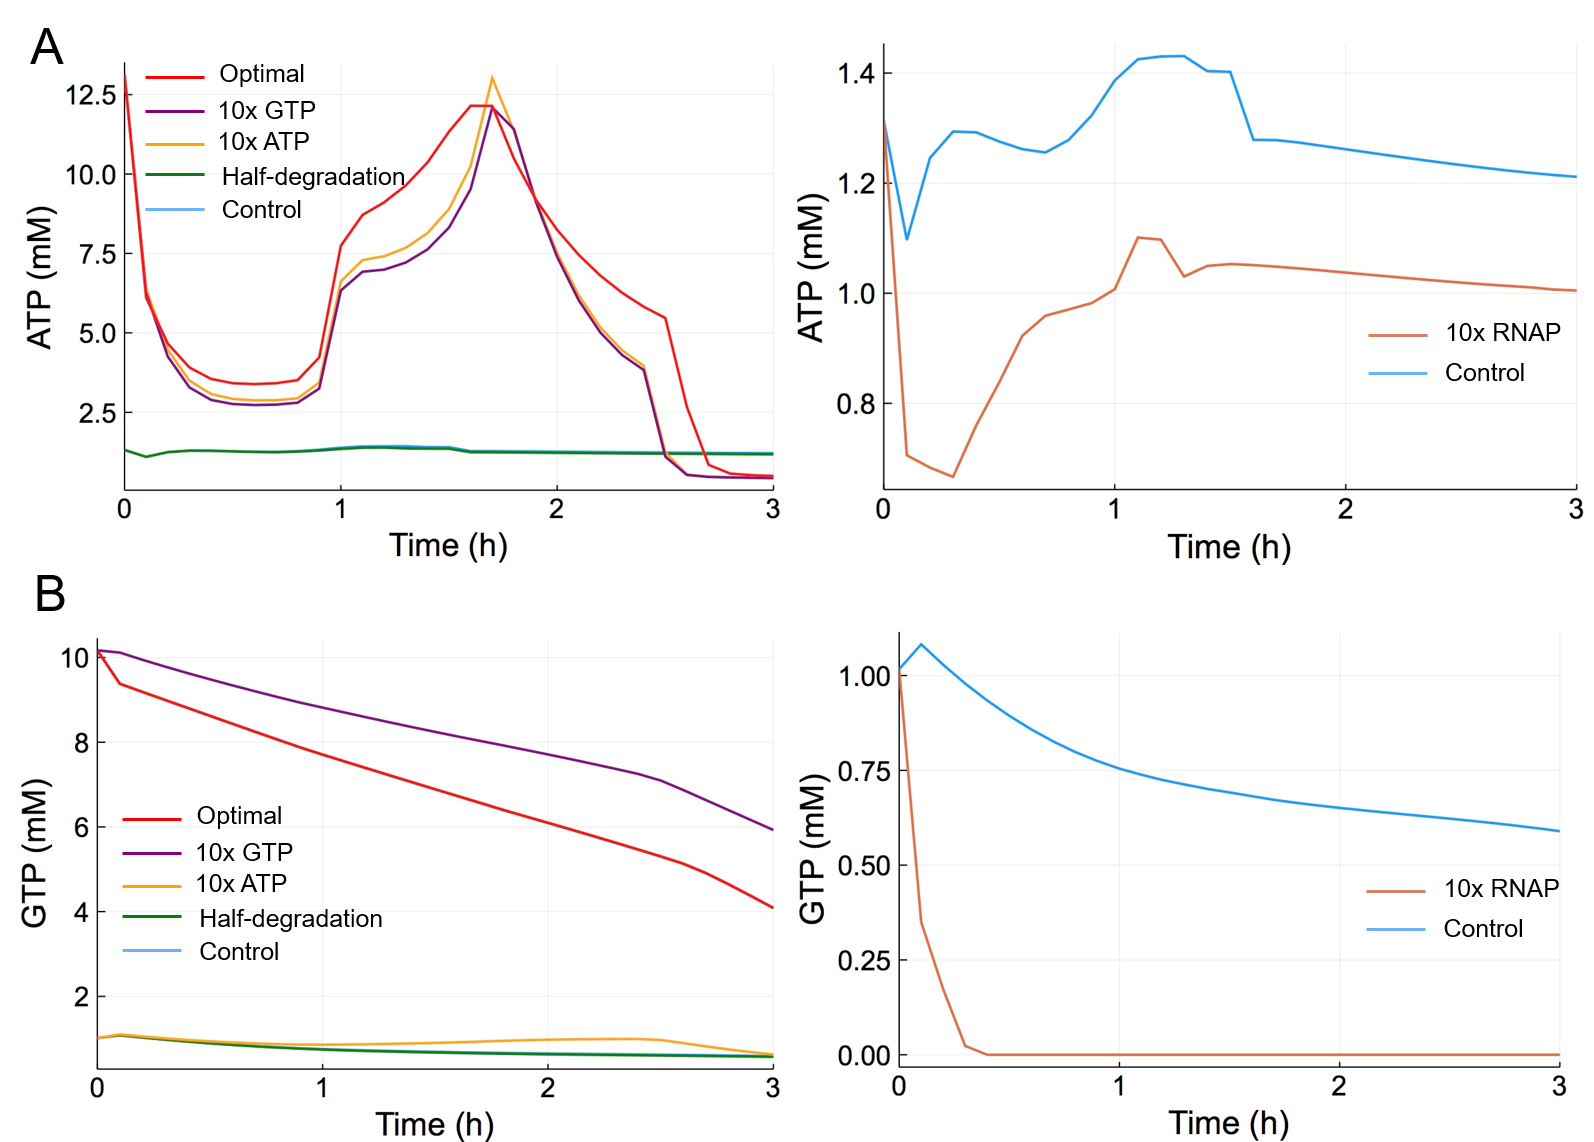 A
Optimal
10x GTP
10x ATP
Half-degradation
Control
12.5
10.0
7.5
5.0
2.5
ATP (mM)
0 1 2 3
Time (h)
1.4
1.2
1.0
0.8
ATP (mM)
10x RNAP
Control
0 1 2 3
Time (h)
B
10
8
6
4
2
GTP (mM)
Optimal
10x GTP
10x ATP
Half-degradation
Control
0 1 2 3
Time (h)
1.00
0.75
0.50
0.25
0.00
GTP (mM)
10x RNAP
Control
0 1 2 3
Time (h)